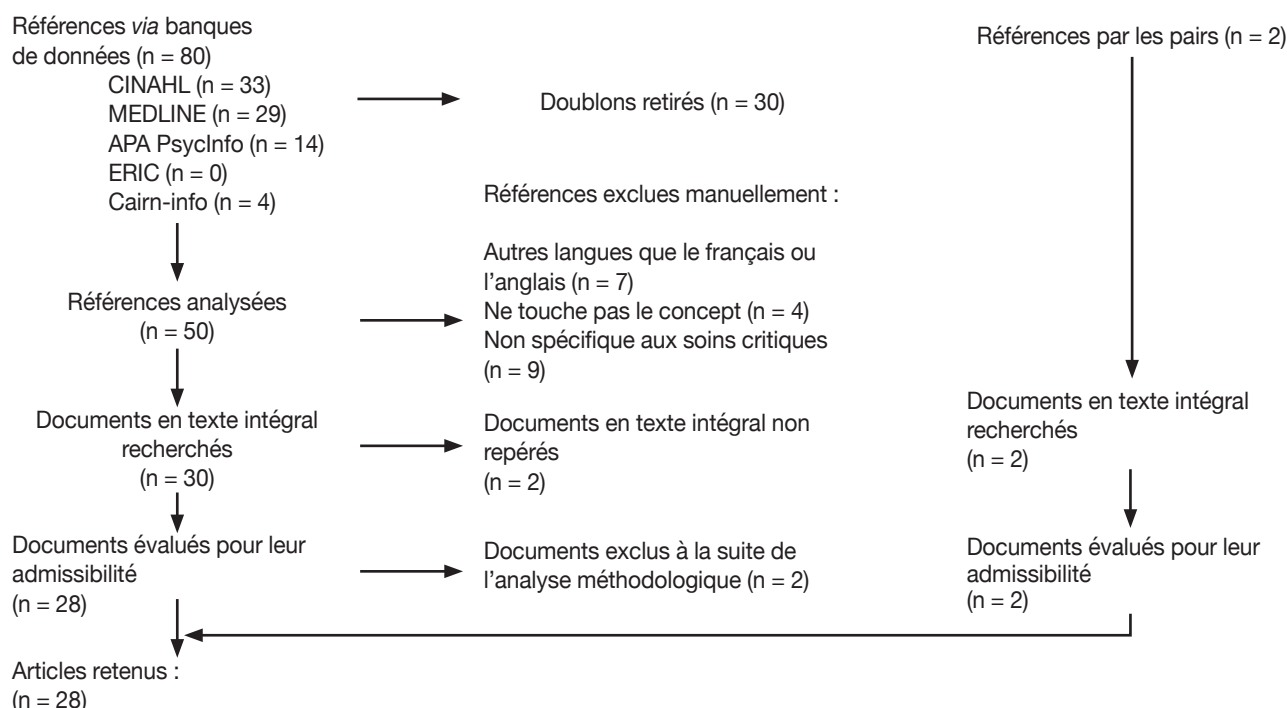 Références via banques
de données (n = 80)
CINAHL (n = 33)
MEDLINE (n = 29)
APA PsycInfo (n = 14)
ERIC (n = 0)
Cairn-info (n = 4)
Doublons retirés (n = 30)
Références par les pairs (n = 2)
Références analysées
(n = 50)
Références exclues manuellement :
Autres langues que le français ou
l’anglais (n = 7)
Ne touche pas le concept (n = 4)
Non spécifique aux soins critiques
(n = 9)
Documents en texte intégral
recherchés
(n = 30)
Documents en texte intégral non
repérés
(n = 2)
Documents en texte intégral
recherchés
(n = 2)
Documents évalués pour leur
admissibilité
(n = 28)
Documents exclus à la suite de
l’analyse méthodologique (n = 2)
Documents évalués pour leur
admissibilité
(n = 2)
Articles retenus :
(n = 28)